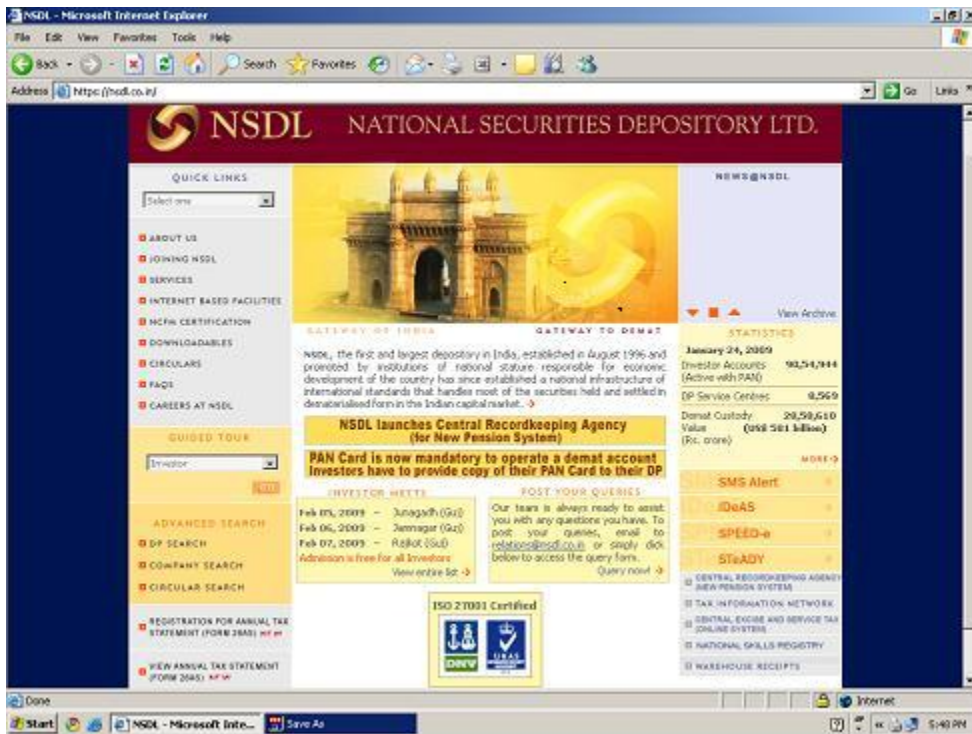 NSDL - Microsoft Internet Explorer
File Edit View Favorites Tools Help
Back Search Favorites
Address https://nsdl.co.in/ Go Links
NSDL NATIONAL SECURITIES DEPOSITORY LTD.
QUICK LINKS
Select one
ABOUT US
JOINING NSDL
SERVICES
INTERNET BASED FACILITIES
NCFM CERTIFICATION
DOWNLOADABLES
CIRCULARS
FAQS
CAREERS AT NSDL
GUIDED TOUR
Investor
ADVANCED SEARCH
DP SEARCH
COMPANY SEARCH
CIRCULAR SEARCH
REGISTRATION FOR ANNUAL TAX
STATEMENT (FORM 26AS) NEW
VIEW ANNUAL TAX STATEMENT
(FORM 26AS) NEW
GATEWAY OF INDIA GATEWAY TO DEMAT
NSDL, the first and largest depository in India, established in August 1996 and
promoted by institutions of national stature responsible for economic
development of the country has since established a national infrastructure of
international standards that handles most of the securities held and settled in
dematerialised form in the Indian capital market.
NSDL launches Central Recordkeeping Agency
(for New Pension System)
PAN Card is now mandatory to operate a demat account
Investors have to provide copy of their PAN Card to their DP
INVESTOR MEETS
Feb 05, 2009 - Junagadh (Guj)
Feb 06, 2009 - Jamnagar (Guj)
Feb 07, 2009 - Rajkot (Guj)
Admission is free for all Investors
View entire list
POST YOUR QUERIES
Our team is always ready to assist
you with any questions you have. To
post your queries, email to
relations@nsdl.co.in or simply click
below to access the query form.
Query now!
ISO 27001 Certified
DNV
UKAS
NEWS@NSDL
View Archive
STATISTICS
January 24, 2009
Investor Accounts 90,54,944
(Active with PAN)
DP Service Centres 8,569
Demat Custody 28,58,610
Value (US$ 581 billion)
(Rs. crore)
MORE
SMS Alert
IDeAS
SPEED-e
STeADY
CENTRAL RECORDKEEPING AGENCY
(NEW PENSION SYSTEM)
TAX INFORMATION NETWORK
CENTRAL EXCISE AND SERVICE TAX
(ONLINE SYSTEM)
NATIONAL SKILLS REGISTRY
WAREHOUSE RECEIPTS
Done Internet
Start NSDL - Microsoft Inte... Save As 5:48 PM